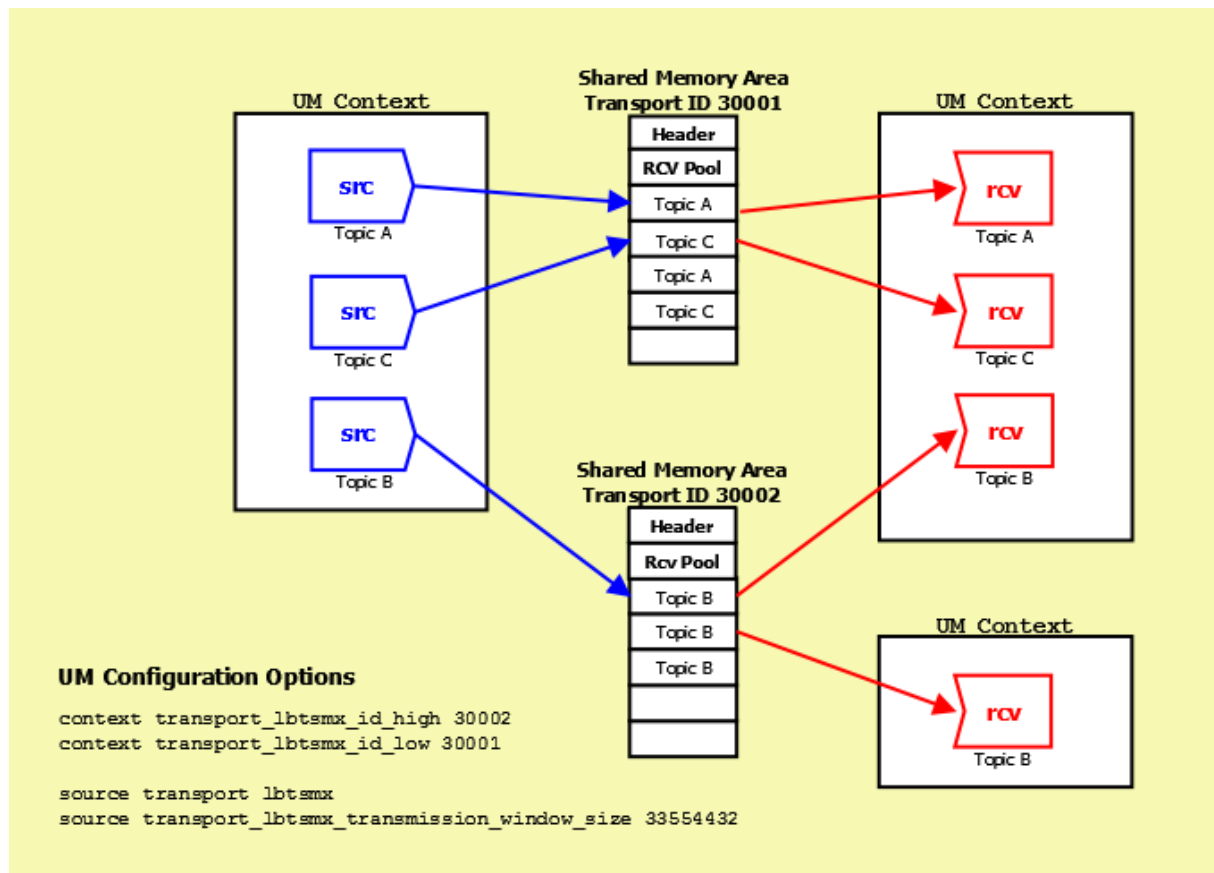 Shared Memory Area
Transport ID 30001
UM Context
UM Context
Header
RCV Pool
src
Topic A
Topic A
rcv
Topic A
Topic C
Topic A
src
Topic C
Topic C
rcv
Topic C
src
Topic B
rcv
Topic B
Shared Memory Area
Transport ID 30002
Header
Rcv Pool
Topic B
Topic B
Topic B
UM Context
rcv
Topic B
UM Configuration Options
context transport_lbtsmx_id_high 30002
context transport_lbtsmx_id_low 30001
source transport lbtsmx
source transport_lbtsmx_transmission_window_size 33554432